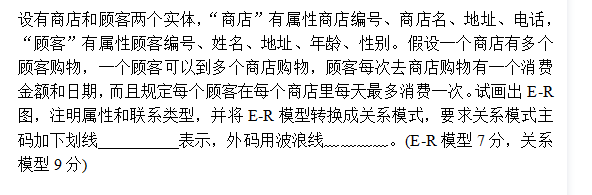 设有商店和顾客两个实体，“商店”有属性商店编号、商店名、地址、电话，
“顾客”有属性顾客编号、姓名、地址、年龄、性别。假设一个商店有多个
顾客购物，一个顾客可以到多个商店购物，顾客每次去商店购物有一个消费
金额和日期，而且规定每个顾客在每个商店里每天最多消费一次。试画出 E-R
图，注明属性和联系类型，并将 E-R 模型转换成关系模式，要求关系模式主
码加下划线__________表示，外码用波浪线﹏﹏﹏﹏。(E-R 模型 7 分，关系
模型 9 分)